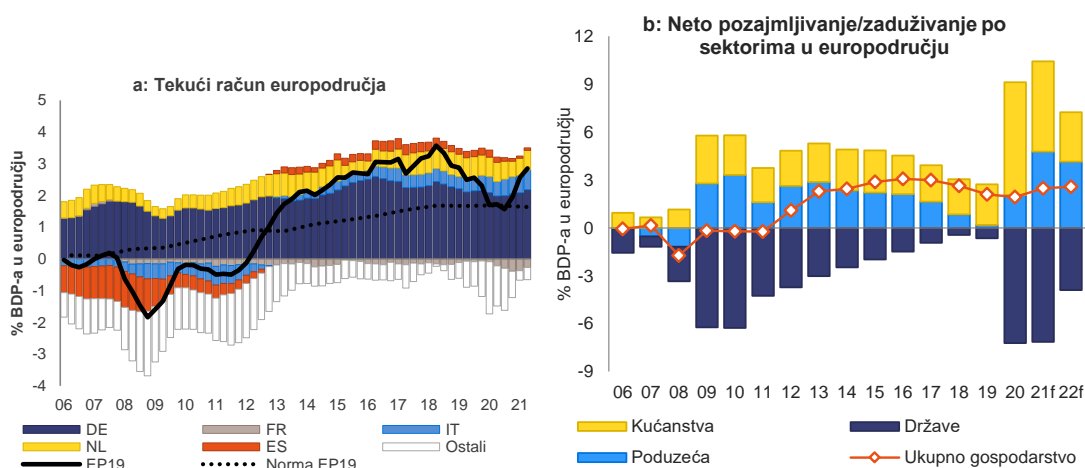 a: Tekući račun europodručja
% BDP-a u europodručju
5
4
3
2
1
0
-1
-2
-3
-4
06 07 08 09 10 11 12 13 14 15 16 17 18 19 20 21
DE FR IT
NL ES Ostali
EP19 Norma EP19
b: Neto pozajmljivanje/zaduživanje po
sektorima u europodručju
% BDP-a u europodručju
12
9
6
3
0
-3
-6
-9
06 07 08 09 10 11 12 13 14 15 16 17 18 19 20 21f 22f
Kućanstva Države
Poduzeća Ukupno gospodarstvo